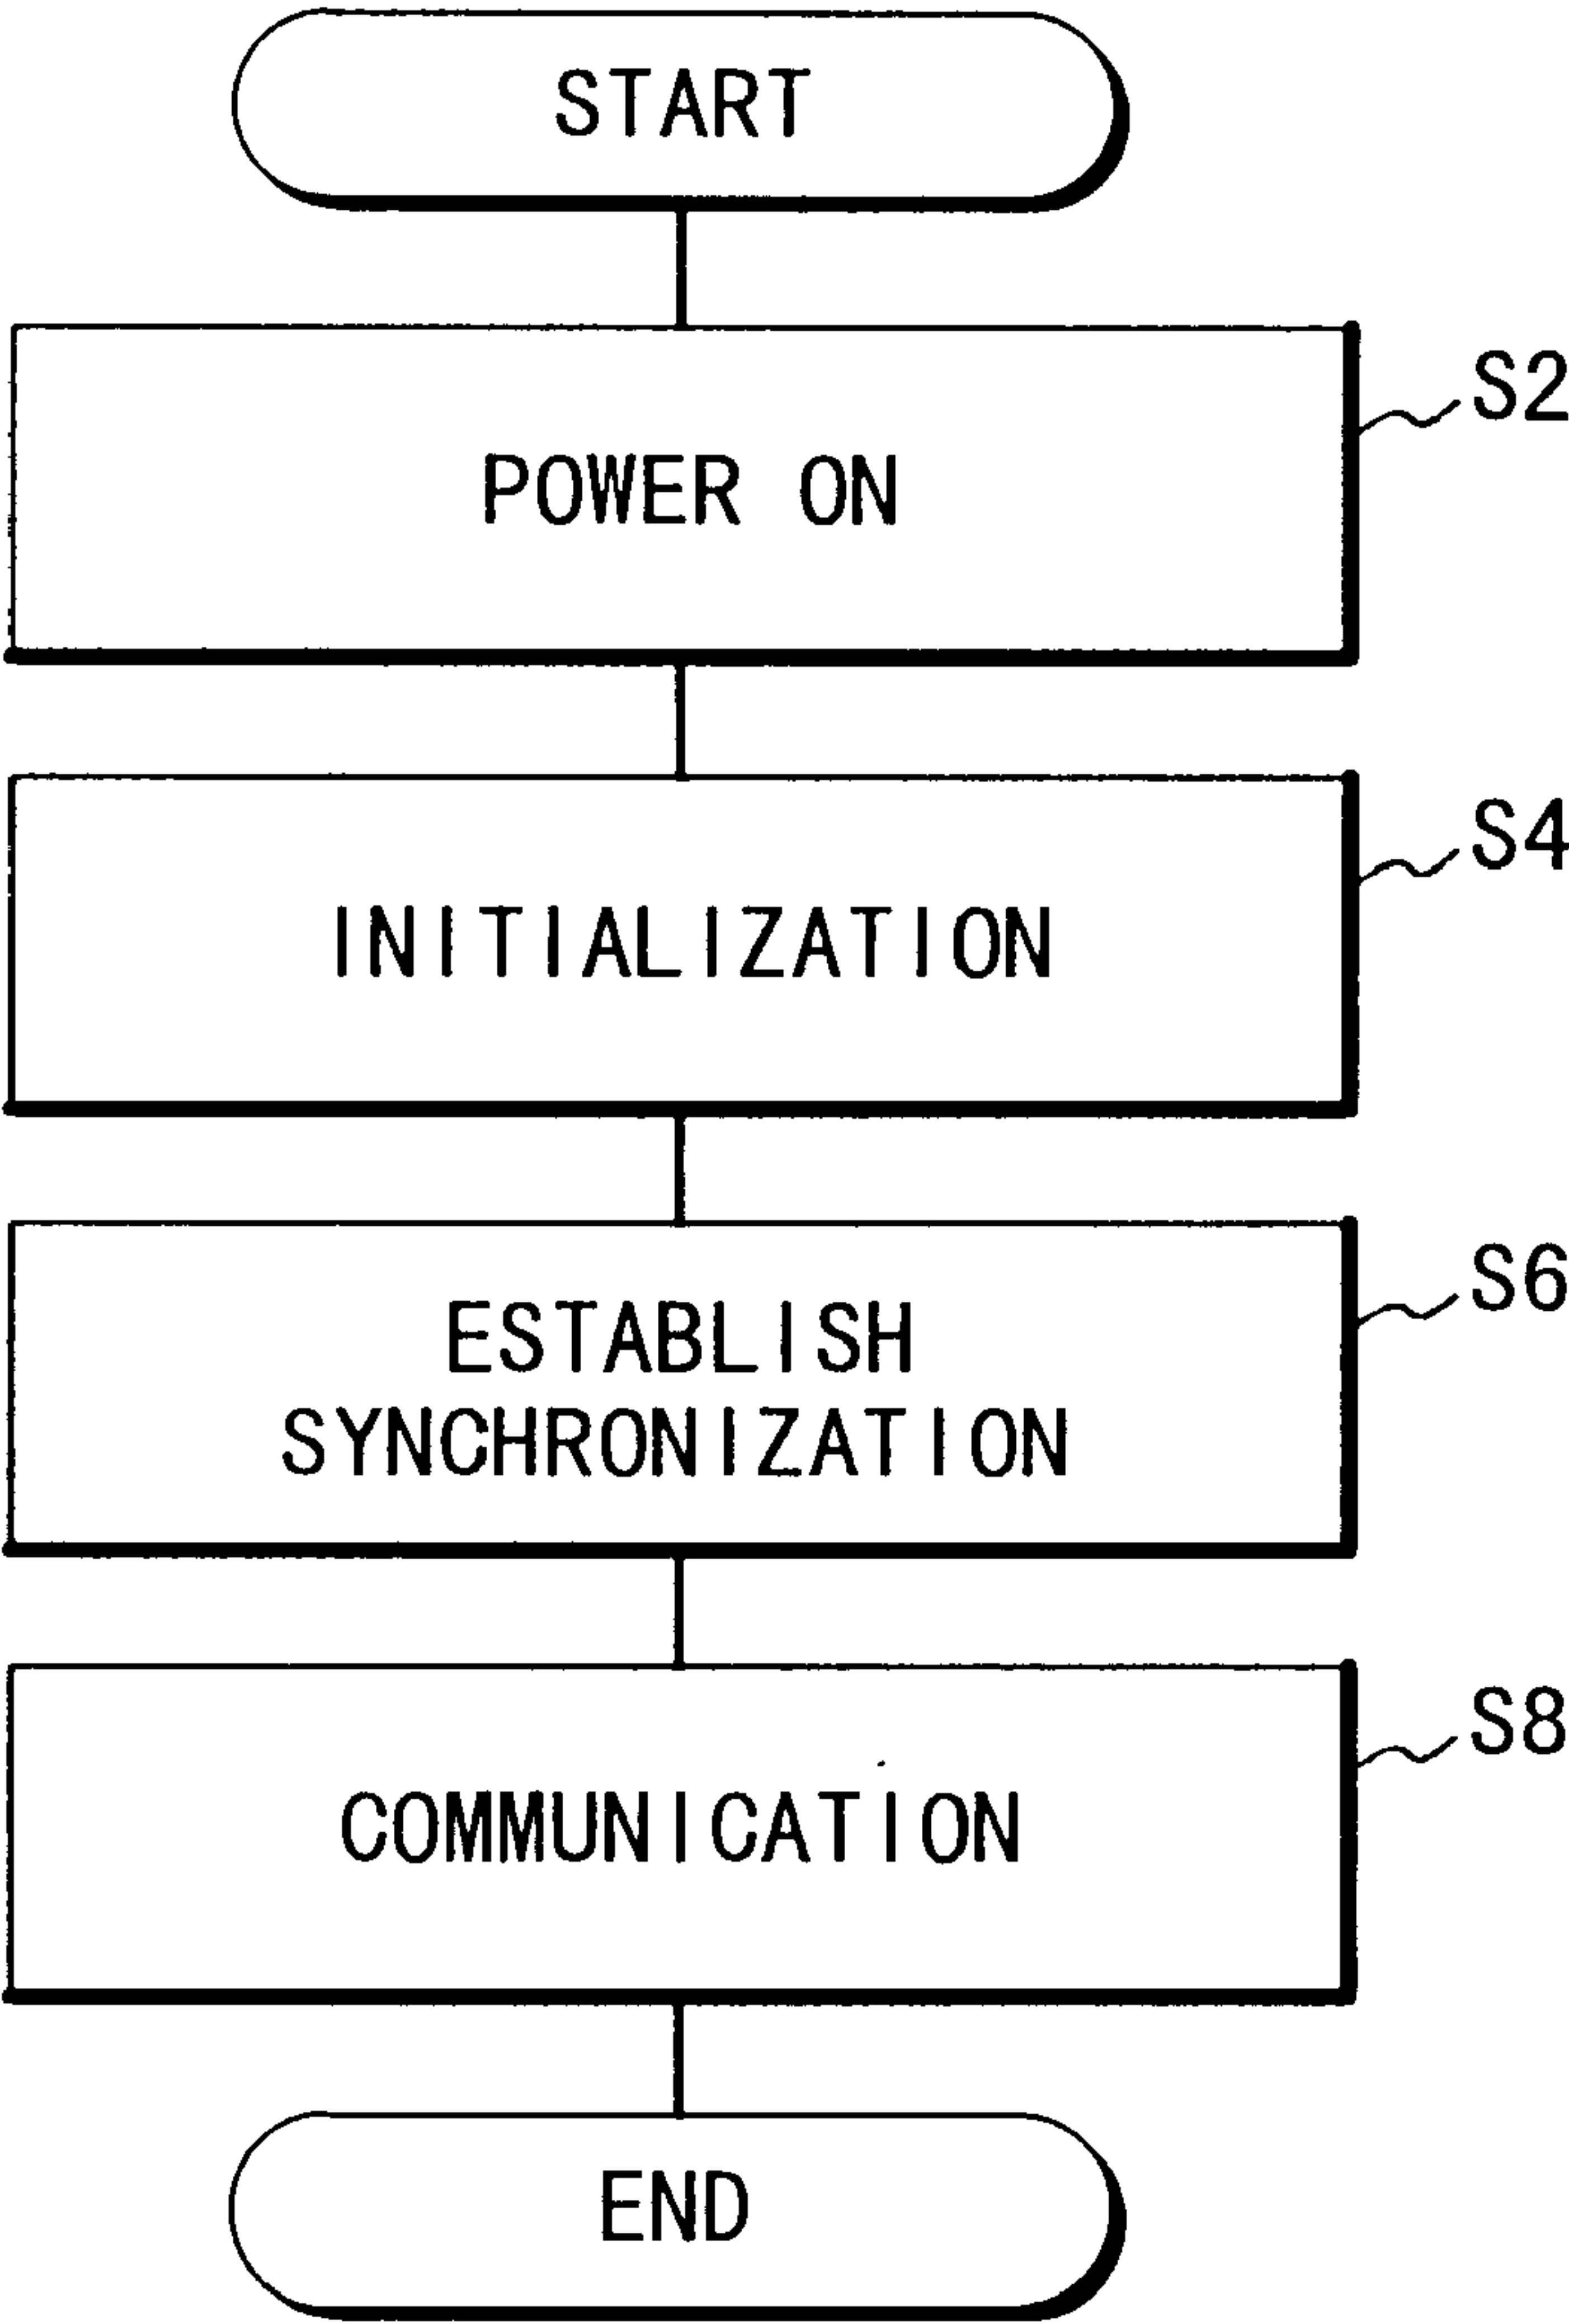 START
S2
POWER ON
S4
INITIALIZATION
S6
ESTABLISH
SYNCHRONIZATION
S8
COMMUNICATION
END